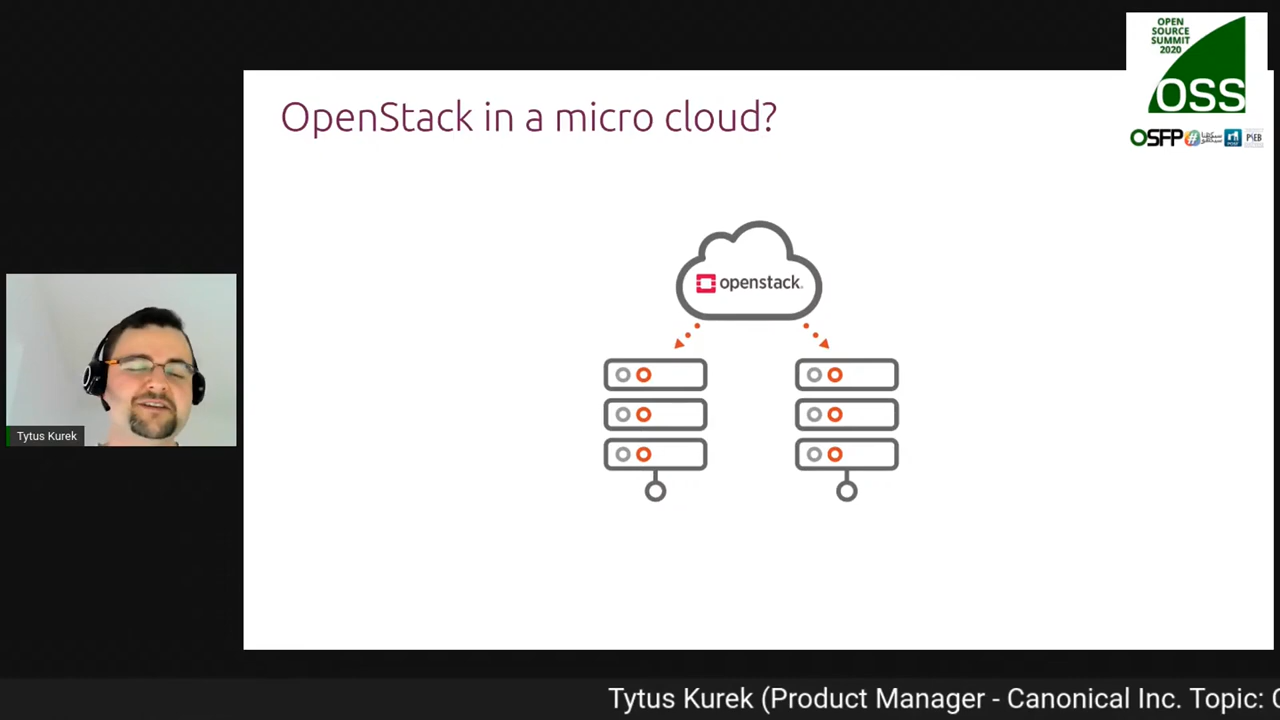 OpenStack in a micro cloud?
OPEN
SOURCE
SUMMIT
2020
OSS
OSFP
PIEB
openstack.
Tytus Kurek
Tytus Kurek (Product Manager - Canonical Inc. Topic: